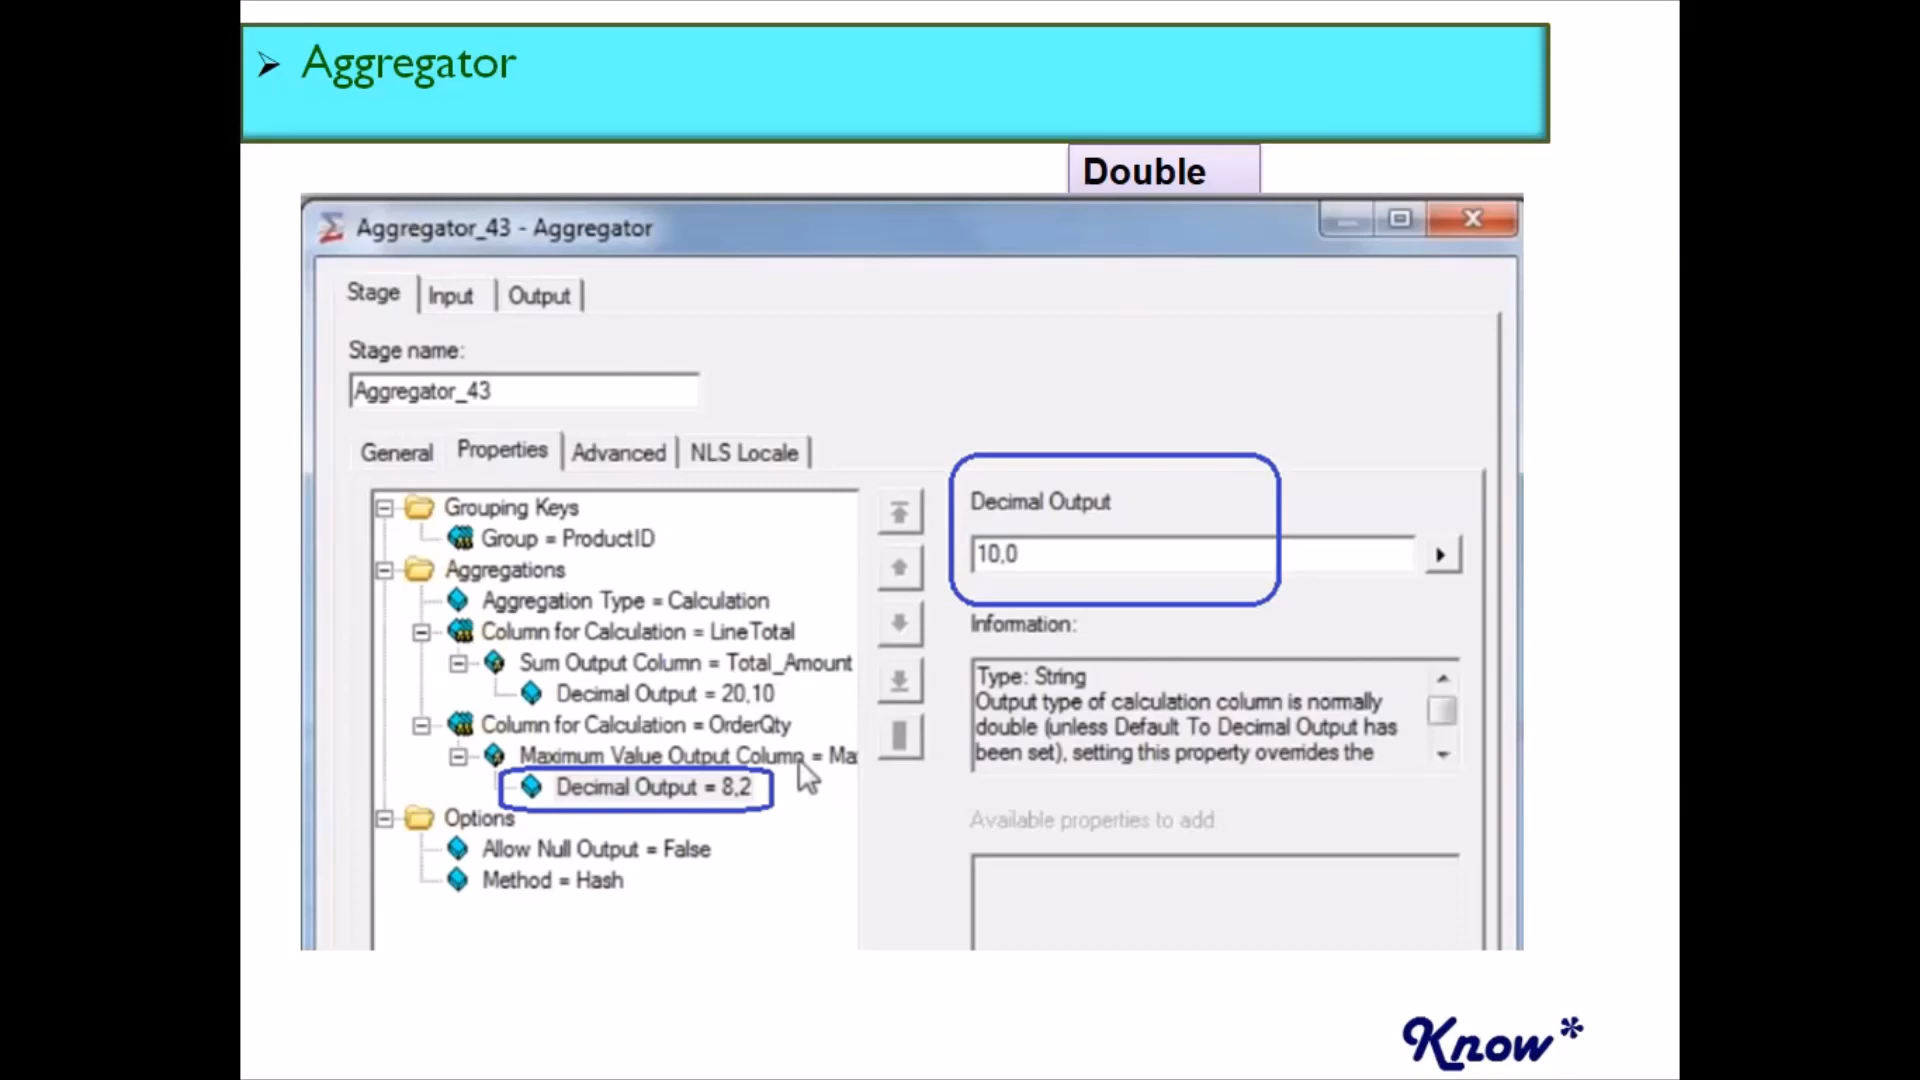 Aggregator
Double
Aggregator_43 - Aggregator
Stage Input Output
Stage name:
Aggregator_43
General Properties Advanced NLS Locale
Grouping Keys
Group = ProductID
Aggregations
Aggregation Type = Calculation
Column for Calculation = LineTotal
Sum Output Column = Total_Amount
Decimal Output = 20,10
Column for Calculation = OrderQty
Maximum Value Output Column = Ma
Decimal Output = 8,2
Options
Allow Null Output = False
Method = Hash
Decimal Output
10,0
Information:
Type: String
Output type of calculation column is normally
double (unless Default To Decimal Output has
been set), setting this property overrides the
Available properties to add
Know*